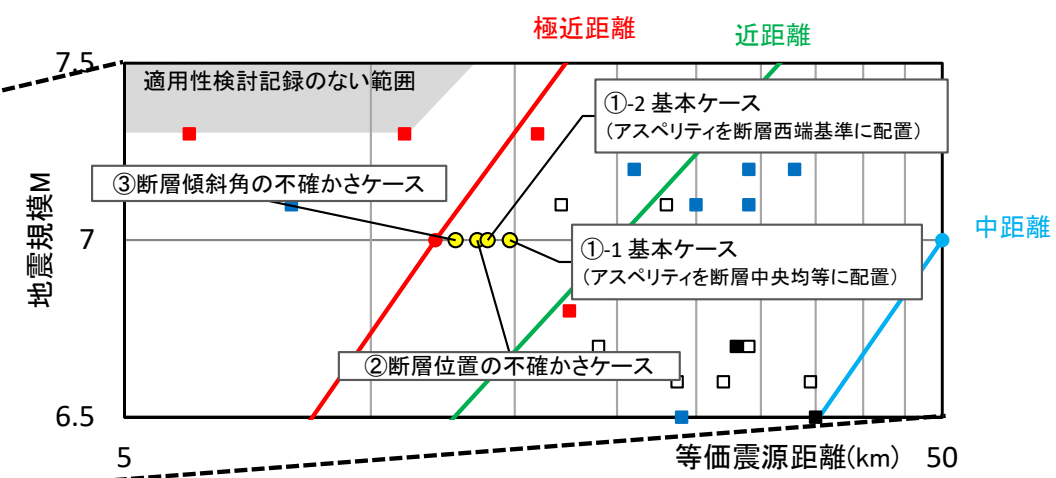 極近距離
近距離
7.5
適用性検討記録のない範囲
①-2 基本ケース
(アスペリティを断層西端基準に配置)
③断層傾斜角の不確かさケース
地震規模M
7
中距離
①-1 基本ケース
(アスペリティを断層中央均等に配置)
②断層位置の不確かさケース
6.5
5
等価震源距離(km)
50